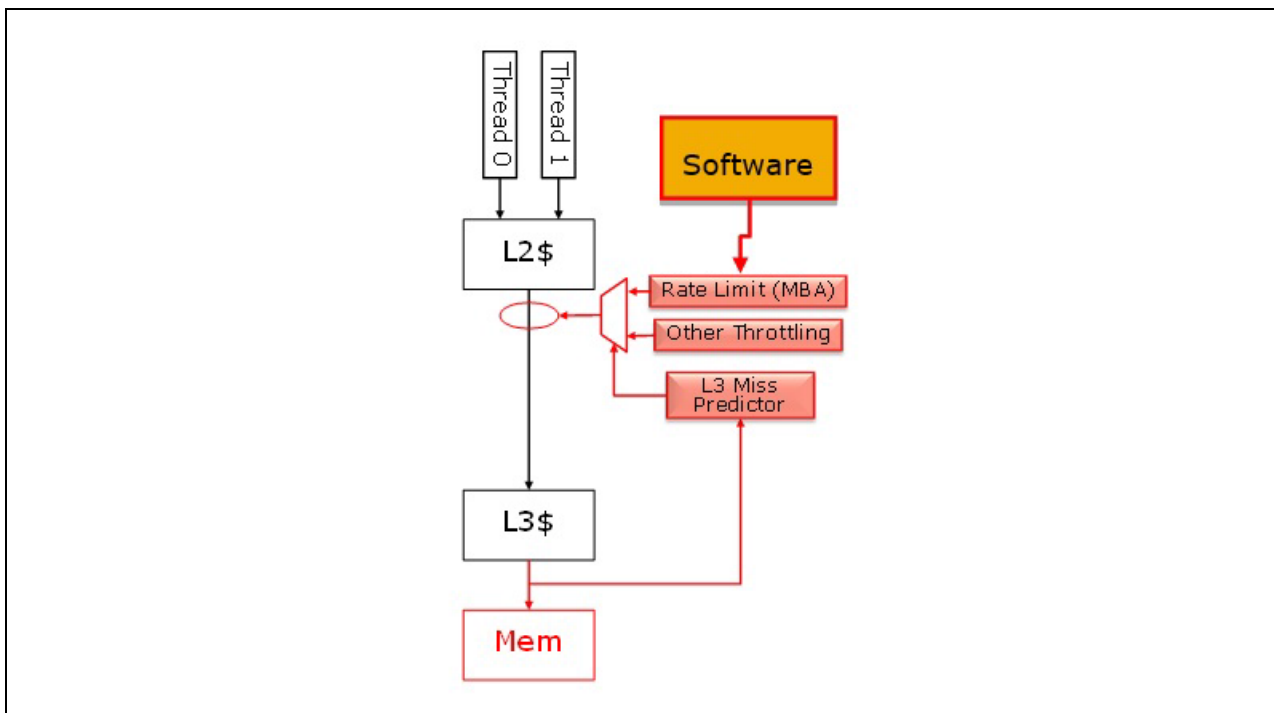 Thread 0
Thread 1
Software
L2$
Rate Limit (MBA)
Other Throttling
L3 Miss
Predictor
L3$
Mem